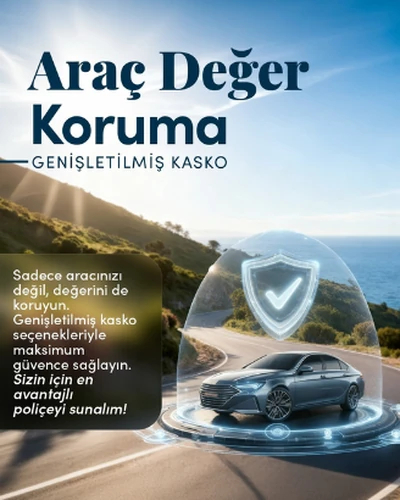 Araç Değer
Koruma
GENİŞLETİLMİŞ KASKO
Sadece aracınızı
değil, değerini de
koruyun.
Genişletilmiş kasko
seçenekleriyle
maksimum
güvence sağlayın.
Sizin için en
avantajlı
poliçeyi sunalım!